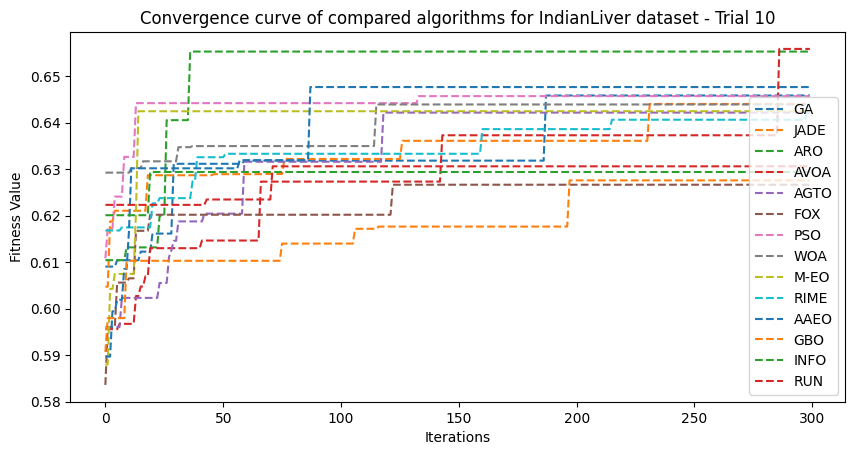 Convergence curve of compared algorithms for IndianLiver dataset - Trial 10
Fitness Value
0.65
0.64
0.63
0.62
0.61
0.60
0.59
0.58
0
50
100
150
200
250
300
Iterations
GA
JADE
ARO
AVOA
AGTO
FOX
PSO
WOA
M-EO
RIME
AAEO
GBO
INFO
RUN